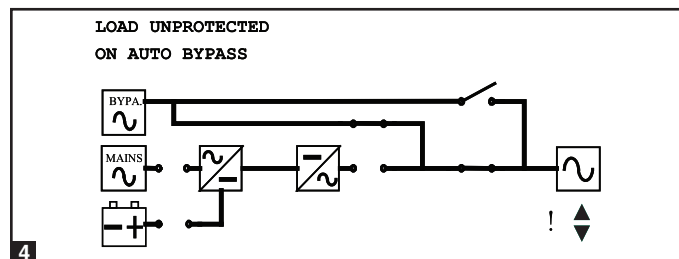 LOAD UNPROTECTED
ON AUTO BYPASS
BYPA.
MAINS
!
4